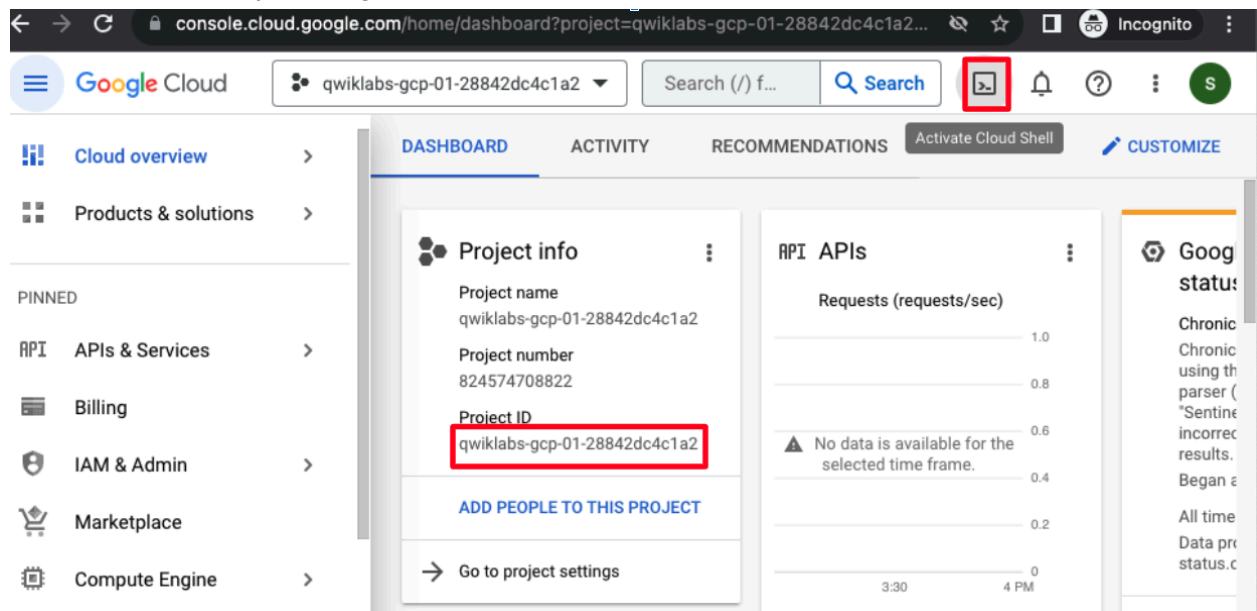 console.cloud.google.com/home/dashboard?project=qwiklabs-gcp-01-28842dc4c1a2...
Incognito
Google Cloud
qwiklabs-gcp-01-28842dc4c1a2
Search (/) f...
Search
S
Activate Cloud Shell
DASHBOARD
ACTIVITY
RECOMMENDATIONS
CUSTOMIZE
Cloud overview
Products & solutions
PINNED
API APIs & Services
Billing
IAM & Admin
Marketplace
Compute Engine
Project info
Project name
qwiklabs-gcp-01-28842dc4c1a2
Project number
824574708822
Project ID
qwiklabs-gcp-01-28842dc4c1a2
ADD PEOPLE TO THIS PROJECT
Go to project settings
API APIs
Requests (requests/sec)
1.0
0.8
0.6
No data is available for the
selected time frame.
0.4
0.2
0
3:30
4 PM
Goog
status
Chronic
Chronic
using th
parser (
"Sentine
incorrec
results.
Began a
All time
Data pro
status.c